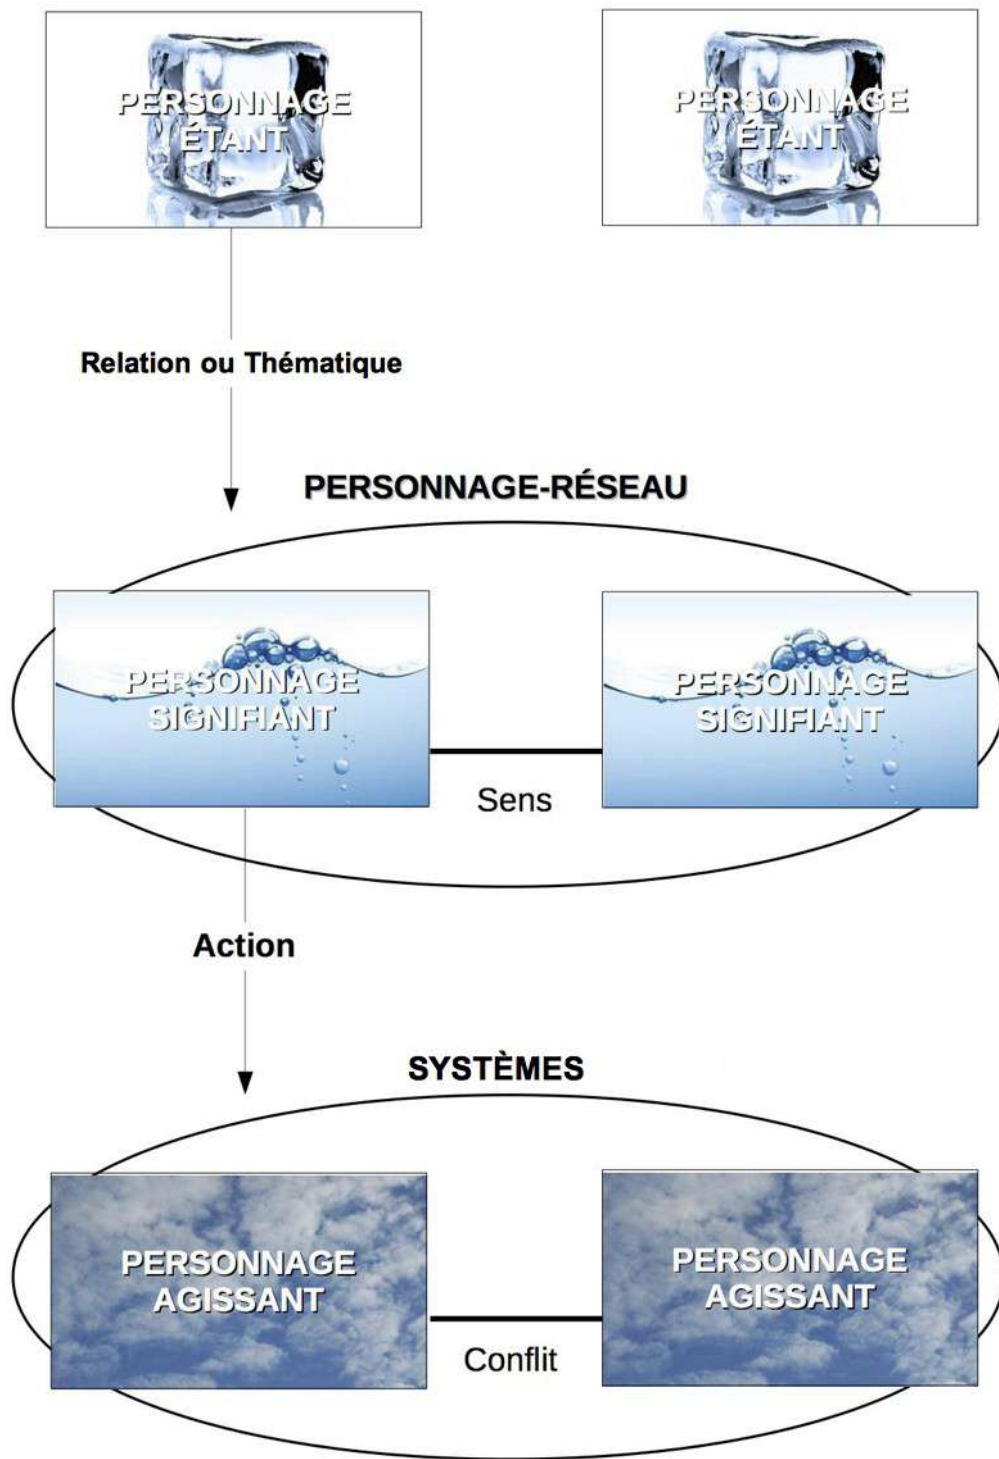 PERSONNAGE
ÉTANT
PERSONNAGE
ÉTANT
Relation ou Thématique
PERSONNAGE-RÉSEAU
PERSONNAGE
SIGNIFIANT
PERSONNAGE
SIGNIFIANT
Sens
Action
SYSTÈMES
PERSONNAGE
AGISSANT
PERSONNAGE
AGISSANT
Conflit